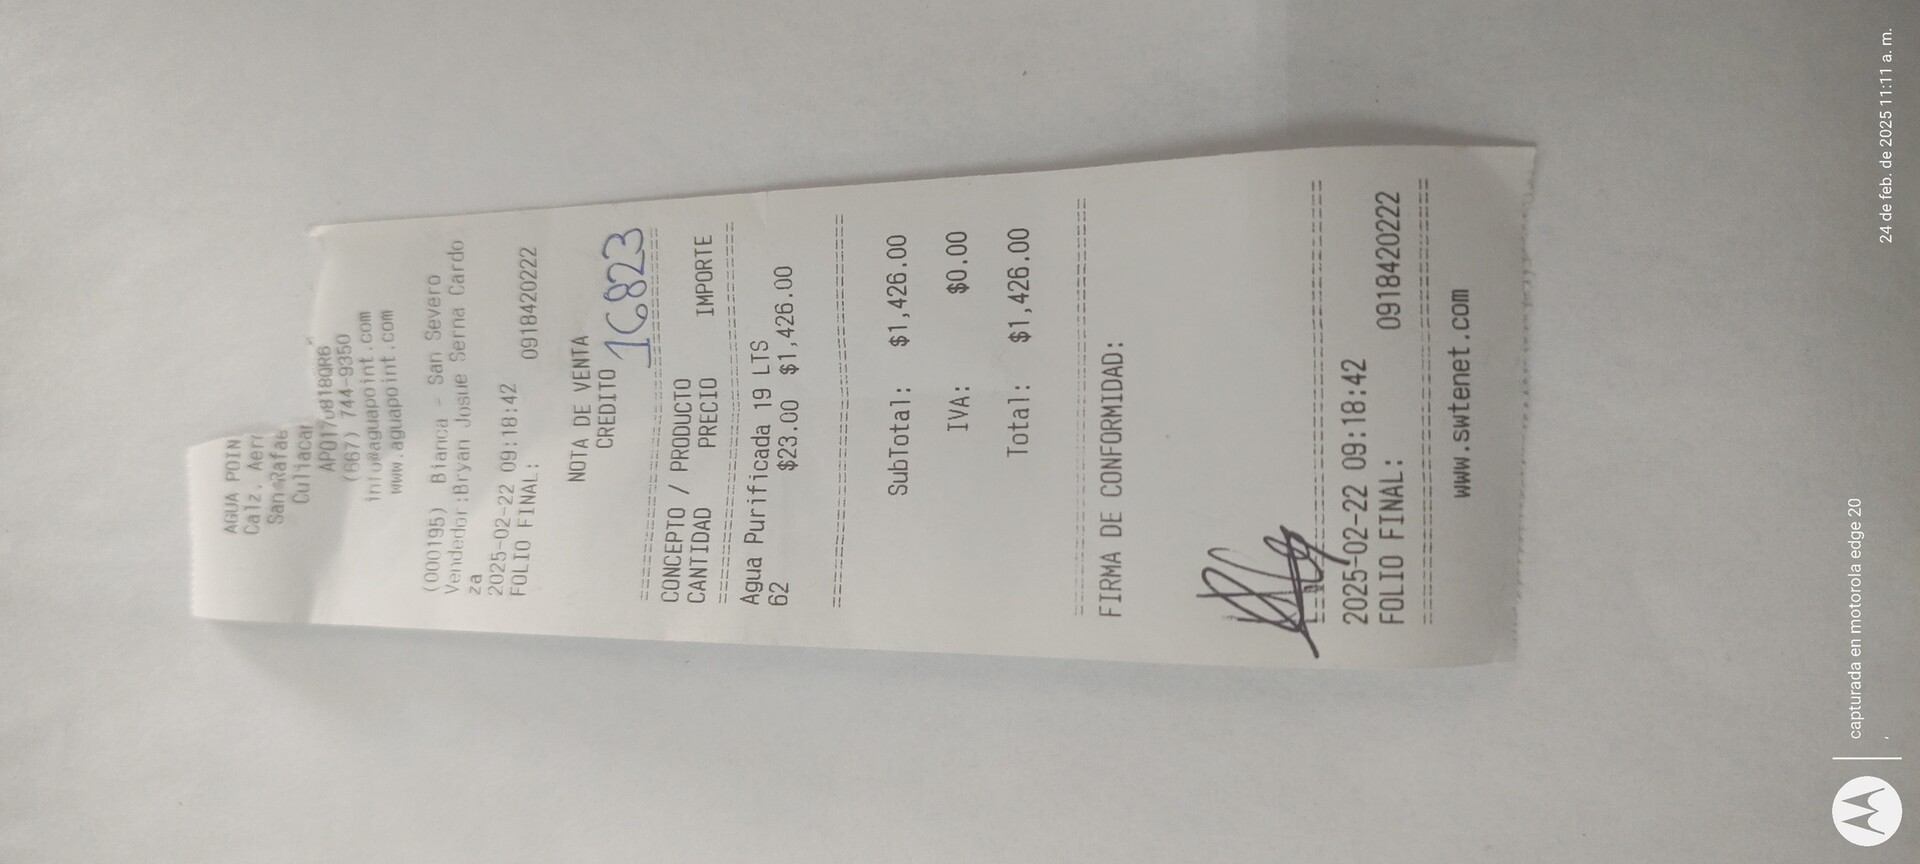 AGUA POIN
Calz. Aerr
San Rafae
Culiacan
(667) 744-9350
info@aguapoint.com
www.aguapoint.com
(000195) Bianca - San Severo
Vendedor:Bryan Josue Serna Cardo
za
2025-02-22 09:18:42
FOLIO FINAL: 0918420222
NOTA DE VENTA
CREDITO
16823
CONCEPTO / PRODUCTO
CANTIDAD PRECIO IMPORTE
Agua Purificada 19 LTS
62 $23.00 $1,426.00
SubTotal: $1,426.00
IVA: $0.00
Total: $1,426.00
FIRMA DE CONFORMIDAD:
2025-02-22 09:18:42
FOLIO FINAL: 0918420222
www.swtenet.com
capturada en motorola edge 20
24 de feb. de 2025 11:11 a. m.